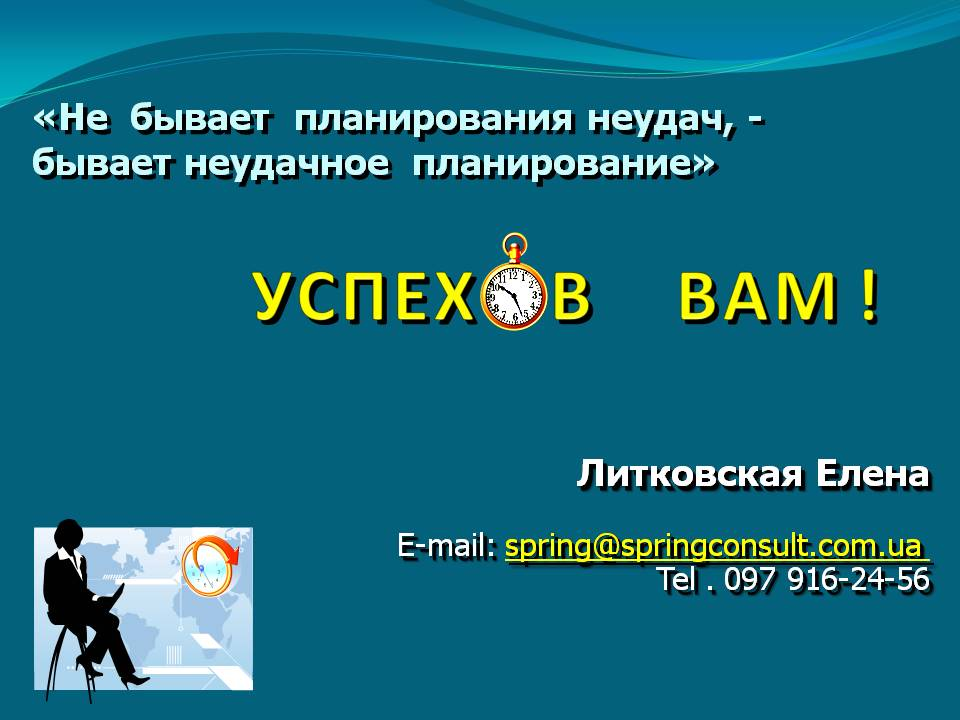 «Не бывает планирования неудач, -
бывает неудачное планирование»
УСПЕХ В ВАМ !
Литковская Елена
E-mail: spring@springconsult.com.ua
Tel . 097 916-24-56